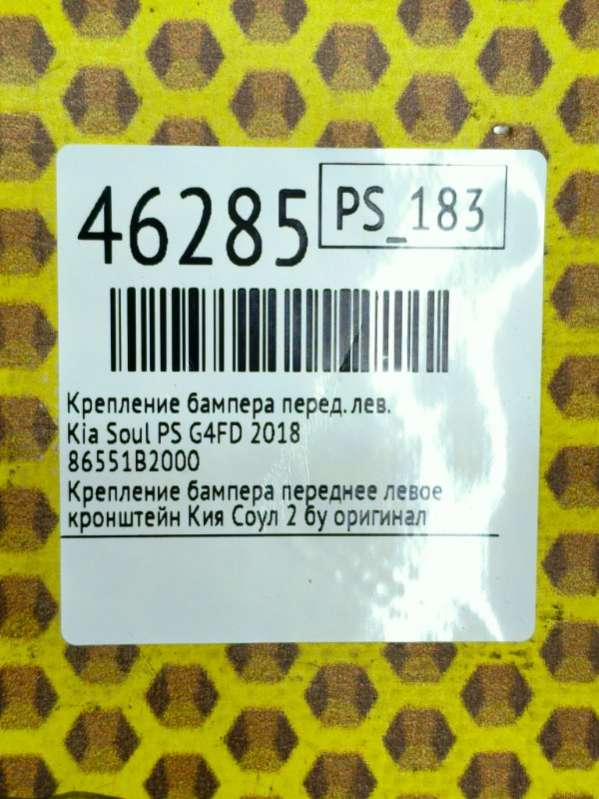 46285
PS_183
Крепление бампера перед. лев.
Kia Soul PS G4FD 2018
86551B2000
Крепление бампера переднее левое
кронштейн Кия Соул 2 бу оригинал